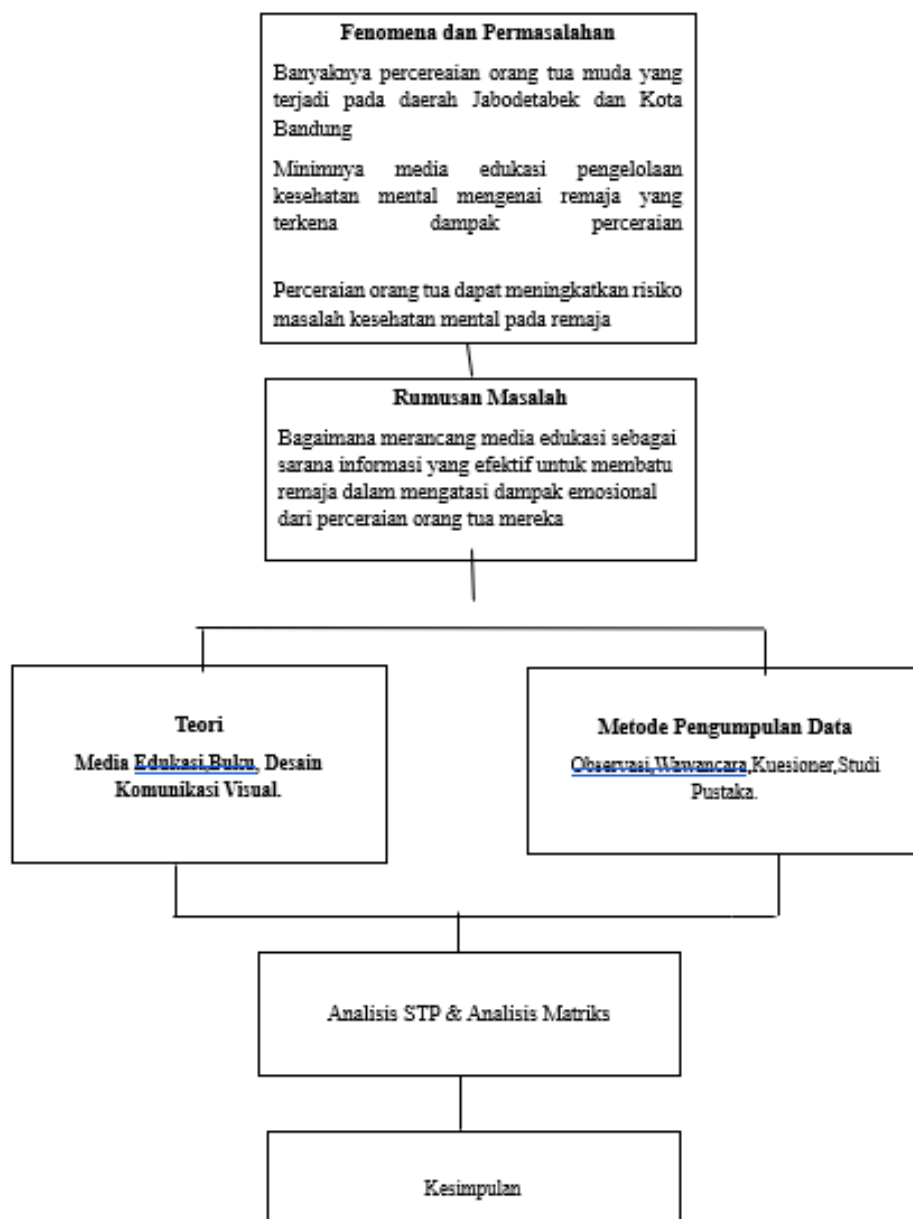 Fenomena dan Permasalahan
Banyaknya percereaian orang tua muda yang
terjadi pada daerah Jabodetabek dan Kota
Bandung
Minimnya media edukasi pengelolaan
kesehatan mental mengenai remaja yang
terkena dampak perceraian
Perceraian orang tua dapat meningkatkan risiko
masalah kesehatan mental pada remaja
Rumusan Masalah
Bagaimana merancang media edukasi sebagai
sarana informasi yang efektif untuk membatu
remaja dalam mengatasi dampak emosional
dari perceraian orang tua mereka
Teori
Media Edukasi,Buku, Desain
Komunikasi Visual.
Metode Pengumpulan Data
Observasi,Wawancara,Kuesioner,Studi
Pustaka.
Analisis STP & Analisis Matriks
Kesimpulan